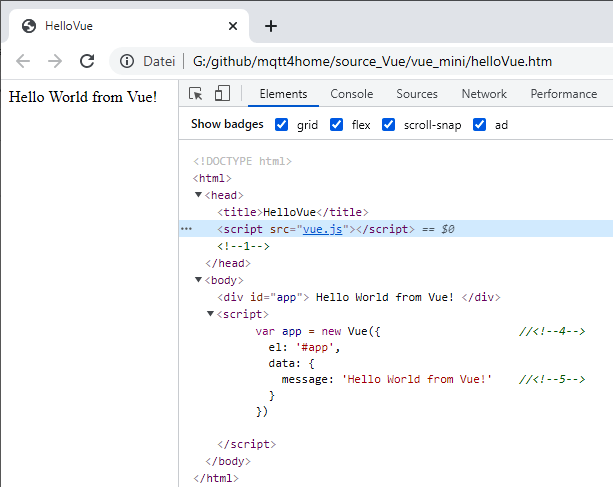 HelloVue
Datei G:/github/mqtt4home/source_Vue/vue_mini/helloVue.htm
Hello World from Vue!
Elements Console Sources Network Performance
Show badges grid flex scroll-snap ad
<!DOCTYPE html>
<html>
<head>
<title>HelloVue</title>
<script src="vue.js"></script> == $0
<!--1-->
</head>
<body>
<div id="app"> Hello World from Vue! </div>
<script>
var app = new Vue({ //<!--4-->
el: '#app',
data: {
message: 'Hello World from Vue!' //<!--5-->
}
})
</script>
</body>
</html>